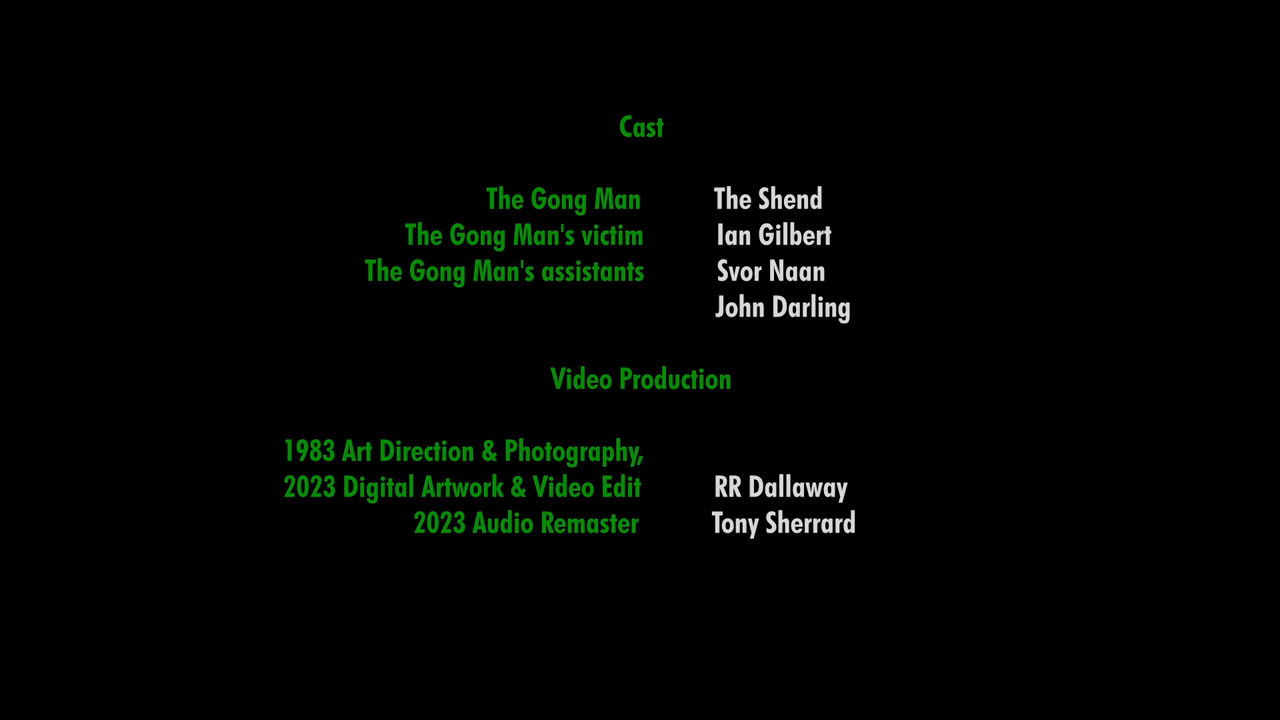 Cast
The Gong Man The Shend
The Gong Man's victim Ian Gilbert
The Gong Man's assistants Svor Naan
John Darling
Video Production
1983 Art Direction & Photography,
2023 Digital Artwork & Video Edit RR Dallaway
2023 Audio Remaster Tony Sherrard